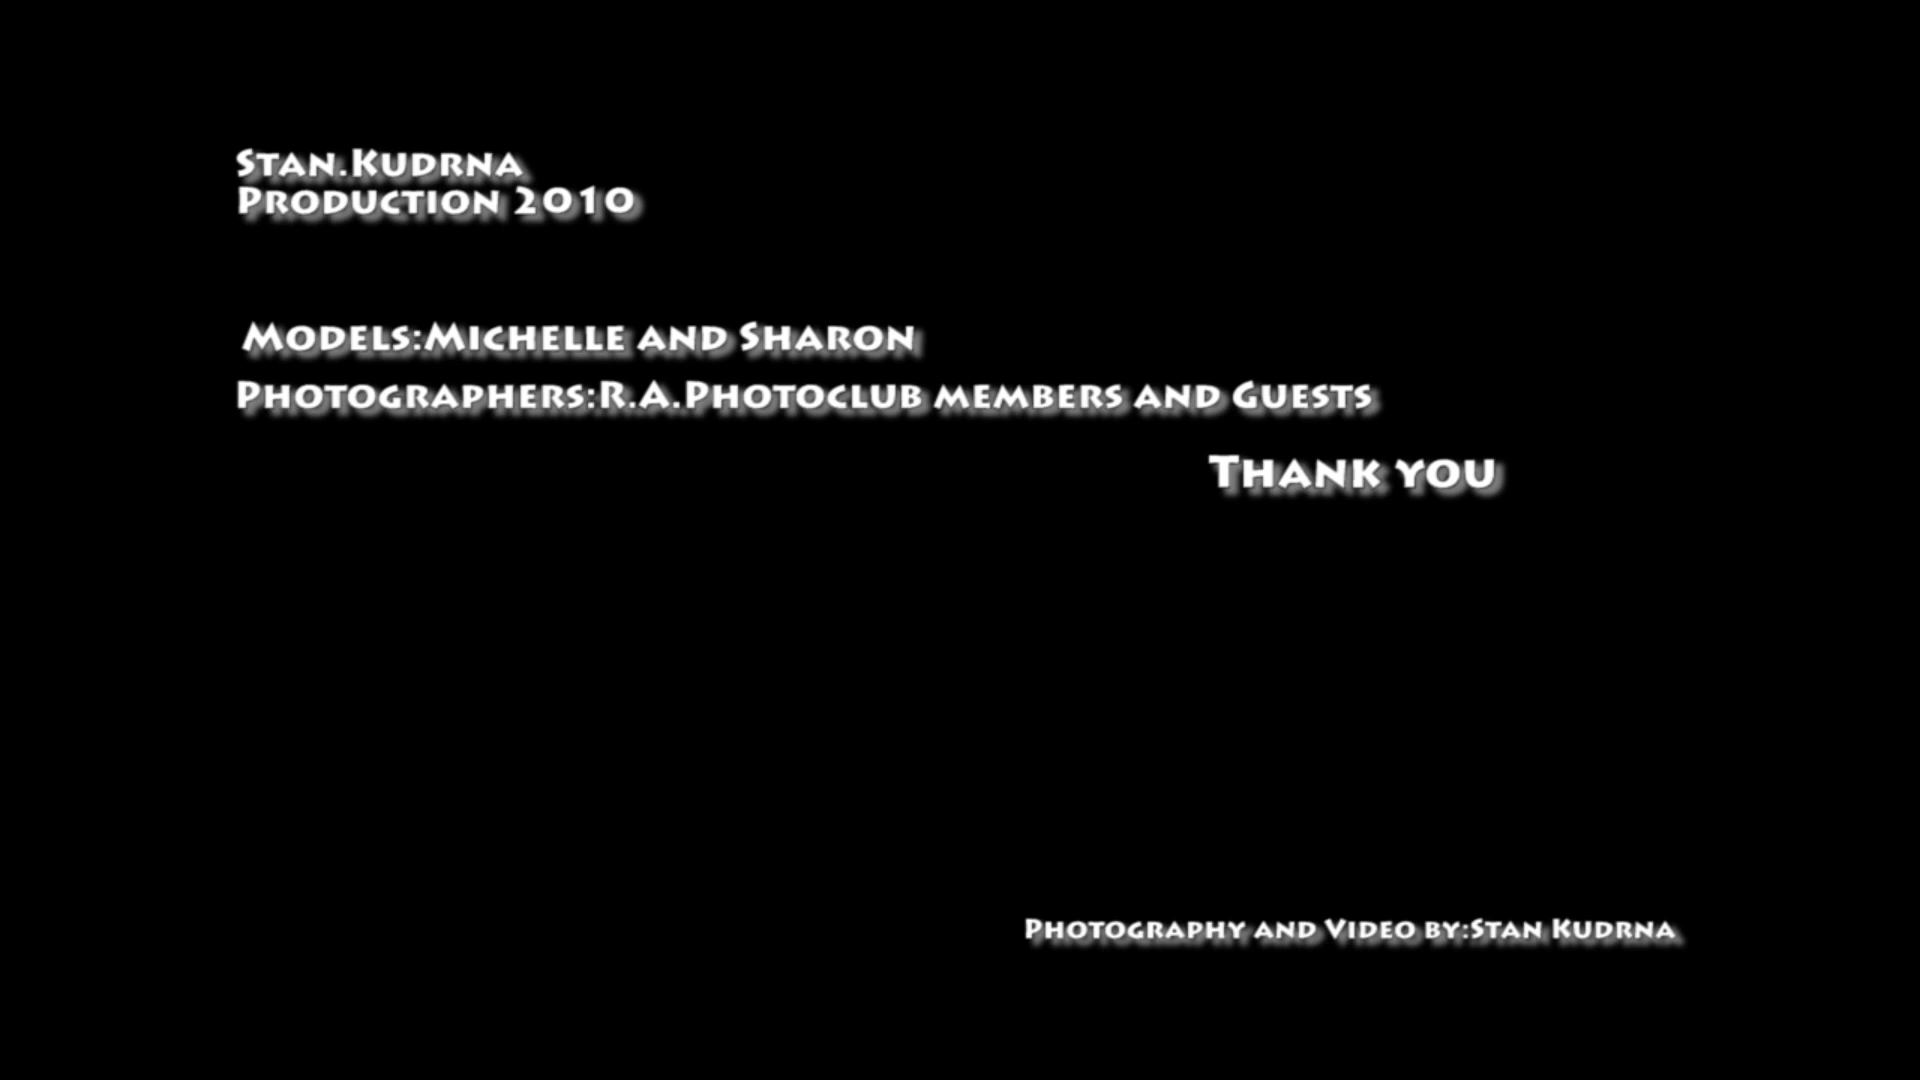 Stan.Kudrna
Production 2010
Models:Michelle and Sharon
Photographers:R.A.Photoclub members and Guests
Thank you
Photography and Video by:Stan Kudrna